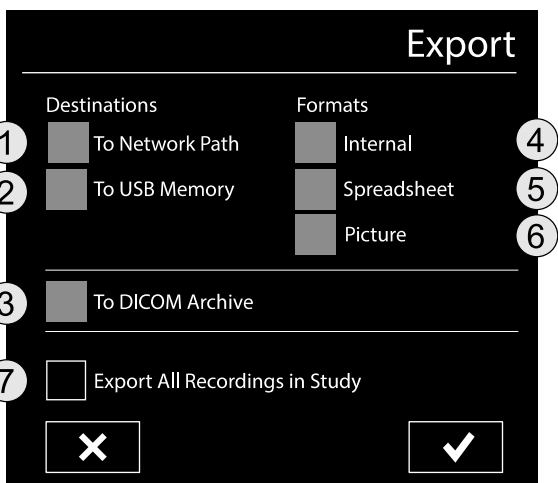 Export
Destinations Formats
1 To Network Path Internal 4
2 To USB Memory Spreadsheet 5
Picture 6
3 To DICOM Archive
7 Export All Recordings in Study